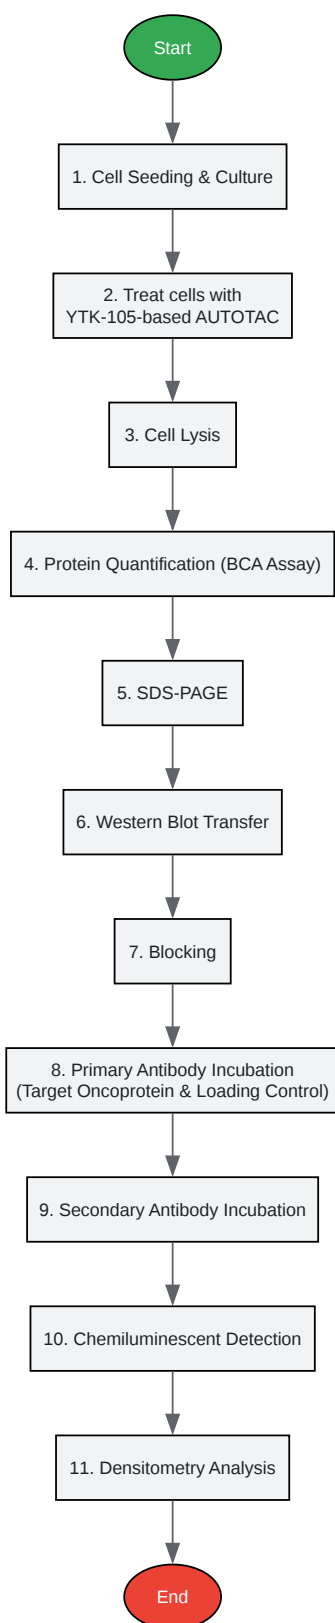 Start
1. Cell Seeding & Culture
2. Treat cells with
YTK-105-based AUTOTAC
3. Cell Lysis
4. Protein Quantification (BCA Assay)
5. SDS-PAGE
6. Western Blot Transfer
7. Blocking
8. Primary Antibody Incubation
(Target Oncoprotein & Loading Control)
9. Secondary Antibody Incubation
10. Chemiluminescent Detection
11. Densitometry Analysis
End